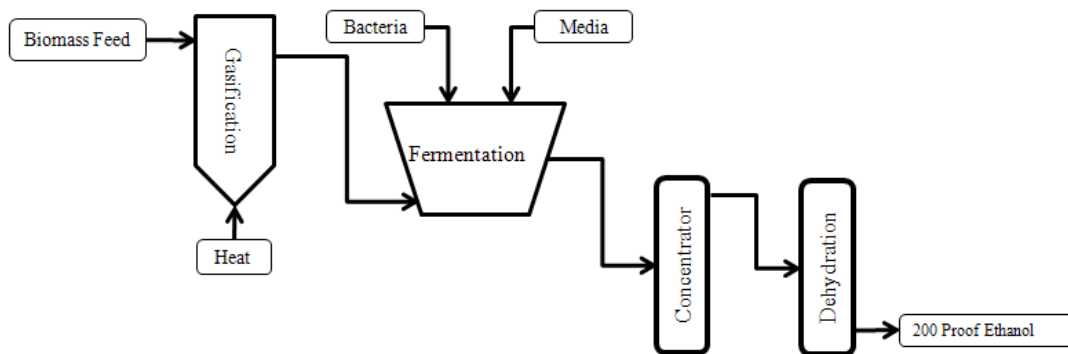 Biomass Feed
Gasification
Heat
Bacteria
Media
Fermentation
Concentrator
Dehydration
200 Proof Ethanol